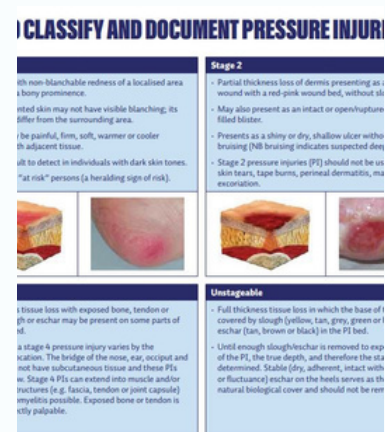 CLASSIFY AND DOCUMENT PRESSURE INJURI
with non-blanchable redness of a localised area
a bony prominence.
nted skin may not have visible blanching; its
differ from the surrounding area.
be painful, firm, soft, warmer or cooler
adjacent tissue.
ult to detect in individuals with dark skin tones.
"at risk" persons (a heralding sign of risk).
Stage 2
- Partial thickness loss of dermis presenting as
wound with a red-pink wound bed, without
- May also present as an intact or open/rupture
filled blister.
- Presents as a shiny or dry, shallow ulcer witho
bruising (NB bruising indicates suspected deep
- Stage 2 pressure injuries (PI) should not be us
skin tears, tape burns, perineal dermatitis, ma
excoriation.
tissue loss with exposed bone, tendon or
gh or eschar may be present on some parts of
ed.
a stage 4 pressure injury varies by the
ocation. The bridge of the nose, ear, occiput and
not have subcutaneous tissue and these PIs
w. Stage 4 PIs can extend into muscle and/or
ructures (e.g. fascia, tendon or joint capsule)
omyelitis possible. Exposed bone or tendon is
ctly palpable.
Unstageable
- Full thickness tissue loss in which the base of
covered by slough (yellow, tan, grey, green or
eschar (tan, brown or black) in the PI bed.
- Until enough slough/eschar is removed to exp
of the PI, the true depth, and therefore the sta
determined. Stable (dry, adherent, intact with
or fluctuance) eschar on the heels serves as th
natural biological cover and should not be rem